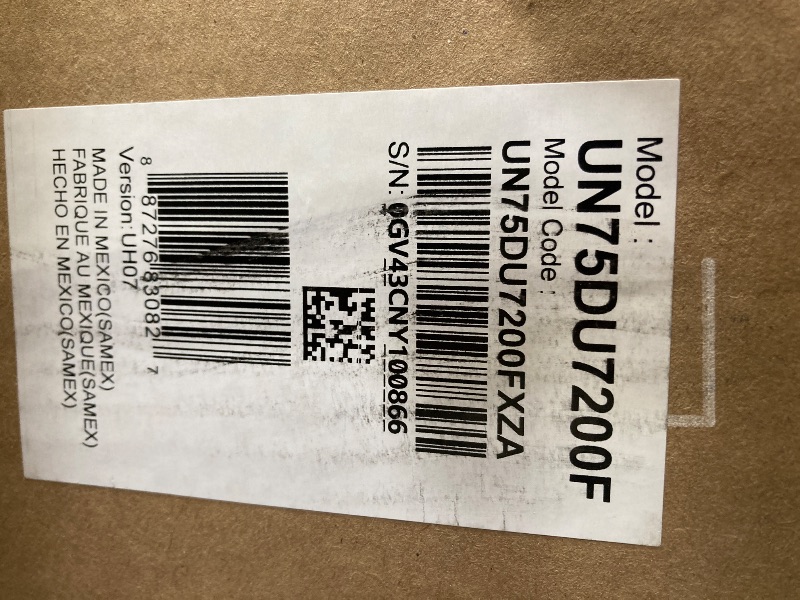 Model :
UN75DU7200F
Model Code :
UN75DU7200FXZA
S/N: 0GV43CNY100866
8 87276 83082 7
Version: UH07
MADE IN MEXICO(SAMEX)
FABRIQUE AU MEXIQUE(SAMEX)
HECHO EN MEXICO(SAMEX)